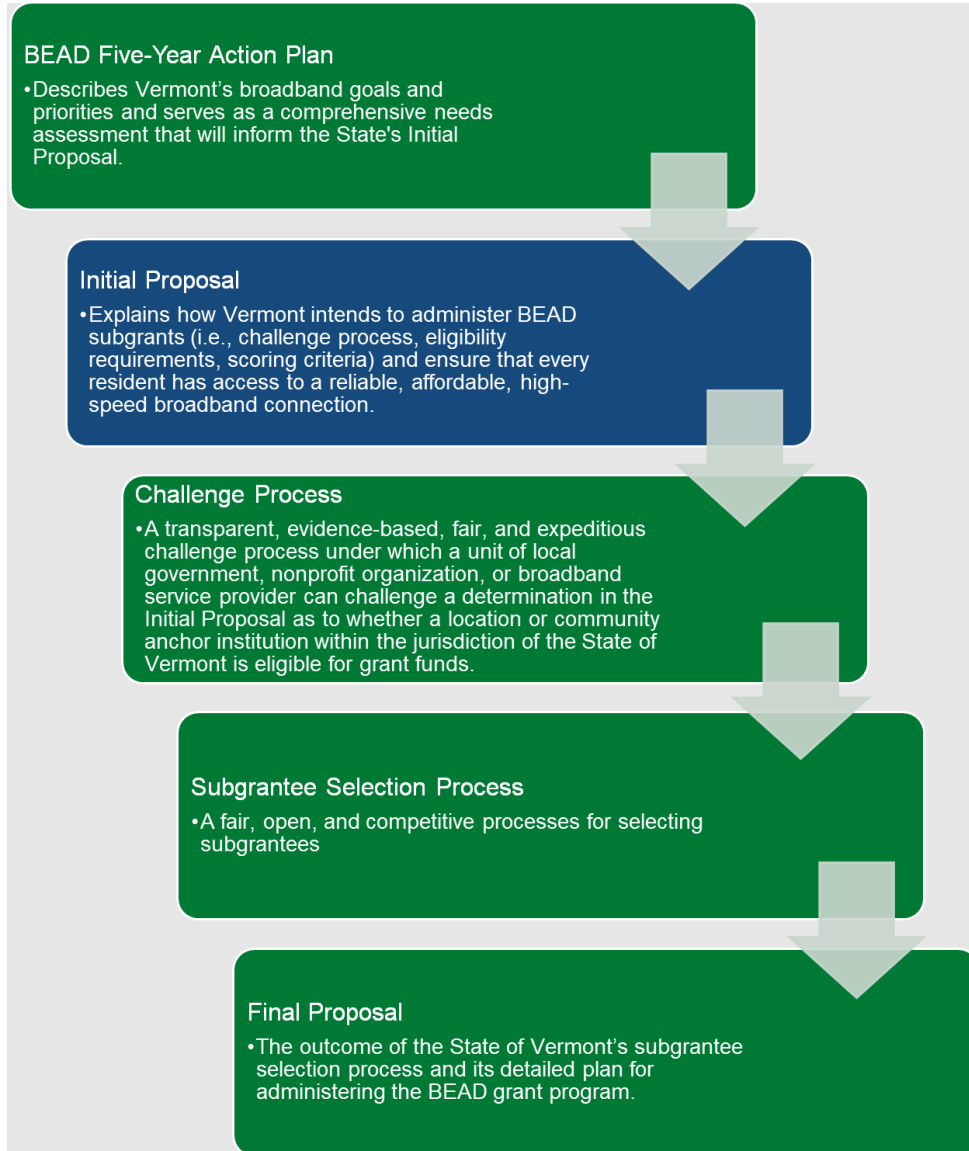 BEAD Five-Year Action Plan
•Describes Vermont’s broadband goals and
priorities and serves as a comprehensive needs
assessment that will inform the State's Initial
Proposal.
Initial Proposal
•Explains how Vermont intends to administer BEAD
subgrants (i.e., challenge process, eligibility
requirements, scoring criteria) and ensure that every
resident has access to a reliable, affordable, high-
speed broadband connection.
Challenge Process
•A transparent, evidence-based, fair, and expeditious
challenge process under which a unit of local
government, nonprofit organization, or broadband
service provider can challenge a determination in the
Initial Proposal as to whether a location or community
anchor institution within the jurisdiction of the State of
Vermont is eligible for grant funds.
Subgrantee Selection Process
•A fair, open, and competitive processes for selecting
subgrantees
Final Proposal
•The outcome of the State of Vermont’s subgrantee
selection process and its detailed plan for
administering the BEAD grant program.